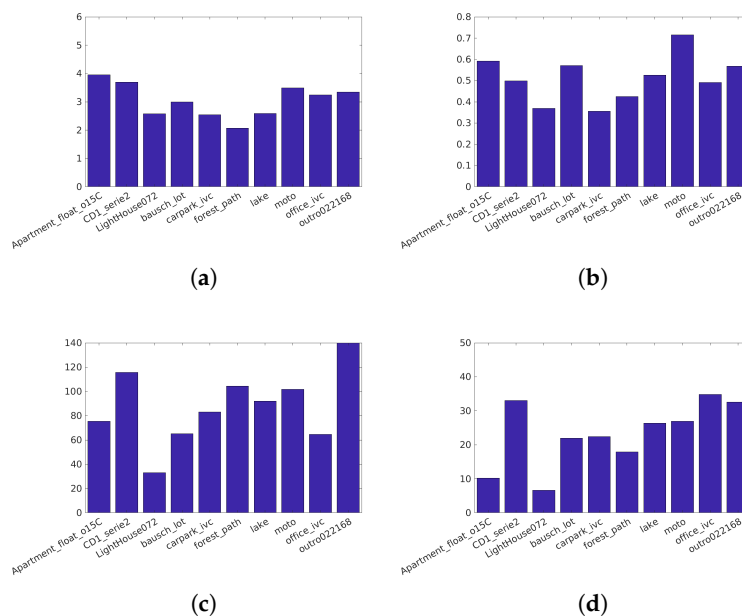 6
5
4
3
2
1
0
Apartment_float_o15C
CD1_serie2
LightHouse072
bausch_lot
carpark_ivc
forest_path
lake
moto
office_ivc
outro022168
(a)
0.8
0.7
0.6
0.5
0.4
0.3
0.2
0.1
0
Apartment_float_o15C
CD1_serie2
LightHouse072
bausch_lot
carpark_ivc
forest_path
lake
moto
office_ivc
outro022168
(b)
140
120
100
80
60
40
20
0
Apartment_float_o15C
CD1_serie2
LightHouse072
bausch_lot
carpark_ivc
forest_path
lake
moto
office_ivc
outro022168
(c)
50
40
30
20
10
0
Apartment_float_o15C
CD1_serie2
LightHouse072
bausch_lot
carpark_ivc
forest_path
lake
moto
office_ivc
outro022168
(d)